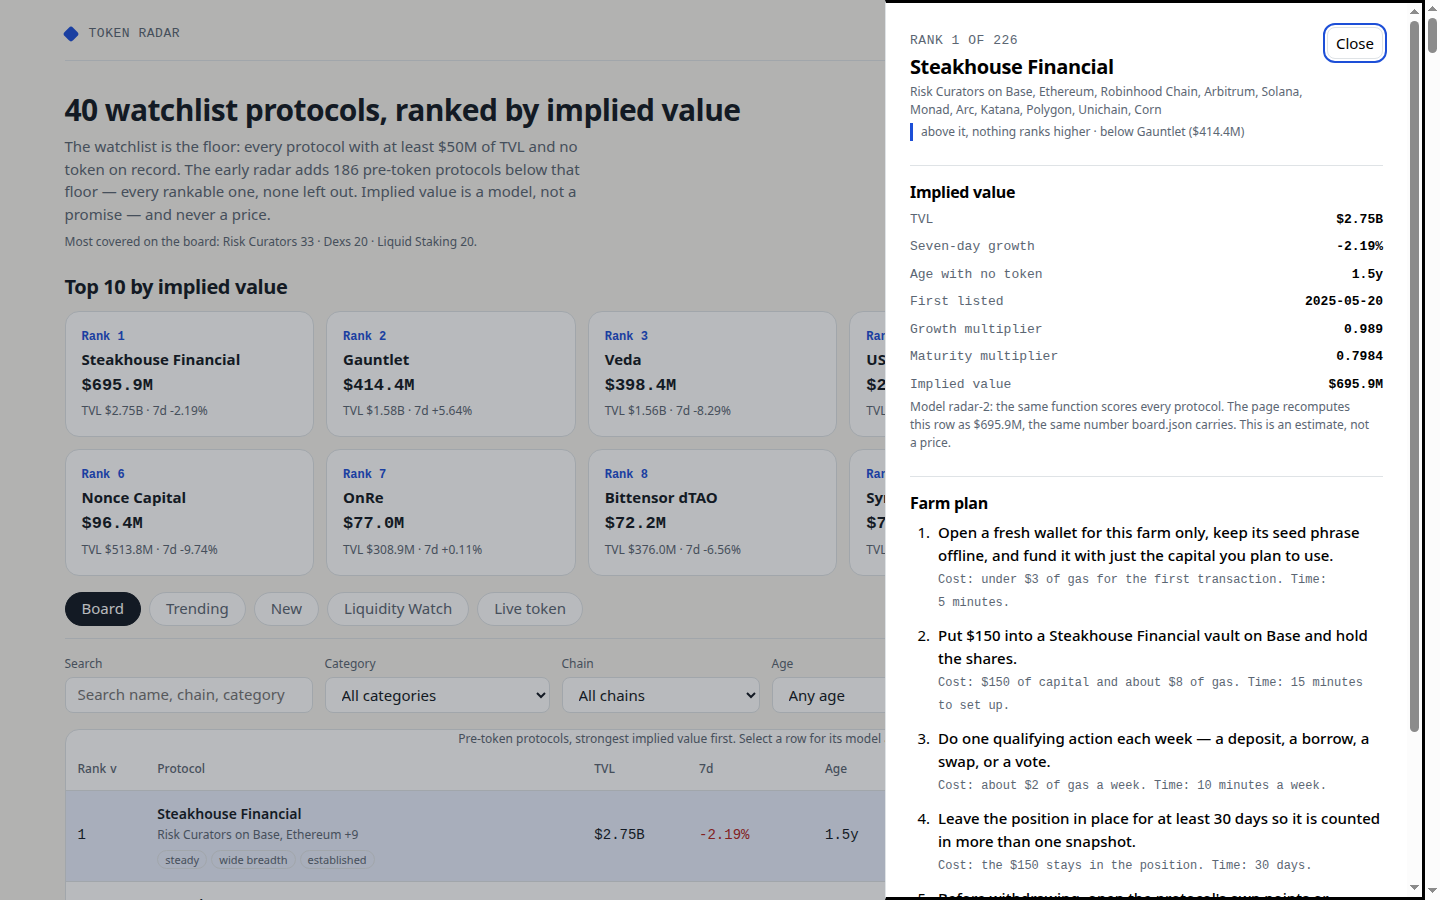 TOKEN RADAR
40 watchlist protocols, ranked by implied value
The watchlist is the floor: every protocol with at least $50M of TVL and no
token on record. The early radar adds 186 pre-token protocols below that
floor — every rankable one, none left out. Implied value is a model, not a
promise — and never a price.
Most covered on the board: Risk Curators 33 · Dexs 20 · Liquid Staking 20.
Top 10 by implied value
Rank 1
Steakhouse Financial
$695.9M
TVL $2.75B · 7d -2.19%
Rank 2
Gauntlet
$414.4M
TVL $1.58B · 7d +5.64%
Rank 3
Veda
$398.4M
TVL $1.56B · 7d -8.29%
Rank 6
Nonce Capital
$96.4M
TVL $513.8M · 7d -9.74%
Rank 7
OnRe
$77.0M
TVL $308.9M · 7d +0.11%
Rank 8
Bittensor dTAO
$72.2M
TVL $376.0M · 7d -6.56%
Board
Trending
New
Liquidity Watch
Live token
Search
Category
Chain
Age
Search name, chain, category
All categories
All chains
Any age
Pre-token protocols, strongest implied value first. Select a row for its model
Rank v
Protocol
TVL
7d
Age
1
Steakhouse Financial
Risk Curators on Base, Ethereum +9
steady
wide breadth
established
$2.75B
-2.19%
1.5y
RANK 1 OF 226
Close
Steakhouse Financial
Risk Curators on Base, Ethereum, Robinhood Chain, Arbitrum, Solana,
Monad, Arc, Katana, Polygon, Unichain, Corn
above it, nothing ranks higher · below Gauntlet ($414.4M)
Implied value
TVL $2.75B
Seven-day growth -2.19%
Age with no token 1.5y
First listed 2025-05-20
Growth multiplier 0.989
Maturity multiplier 0.7984
Implied value $695.9M
Model radar-2: the same function scores every protocol. The page recomputes
this row as $695.9M, the same number board.json carries. This is an estimate, not
a price.
Farm plan
1. Open a fresh wallet for this farm only, keep its seed phrase
offline, and fund it with just the capital you plan to use.
Cost: under $3 of gas for the first transaction. Time:
5 minutes.
2. Put $150 into a Steakhouse Financial vault on Base and hold
the shares.
Cost: $150 of capital and about $8 of gas. Time: 15 minutes
to set up.
3. Do one qualifying action each week — a deposit, a borrow, a
swap, or a vote.
Cost: about $2 of gas a week. Time: 10 minutes a week.
4. Leave the position in place for at least 30 days so it is counted
in more than one snapshot.
Cost: the $150 stays in the position. Time: 30 days.